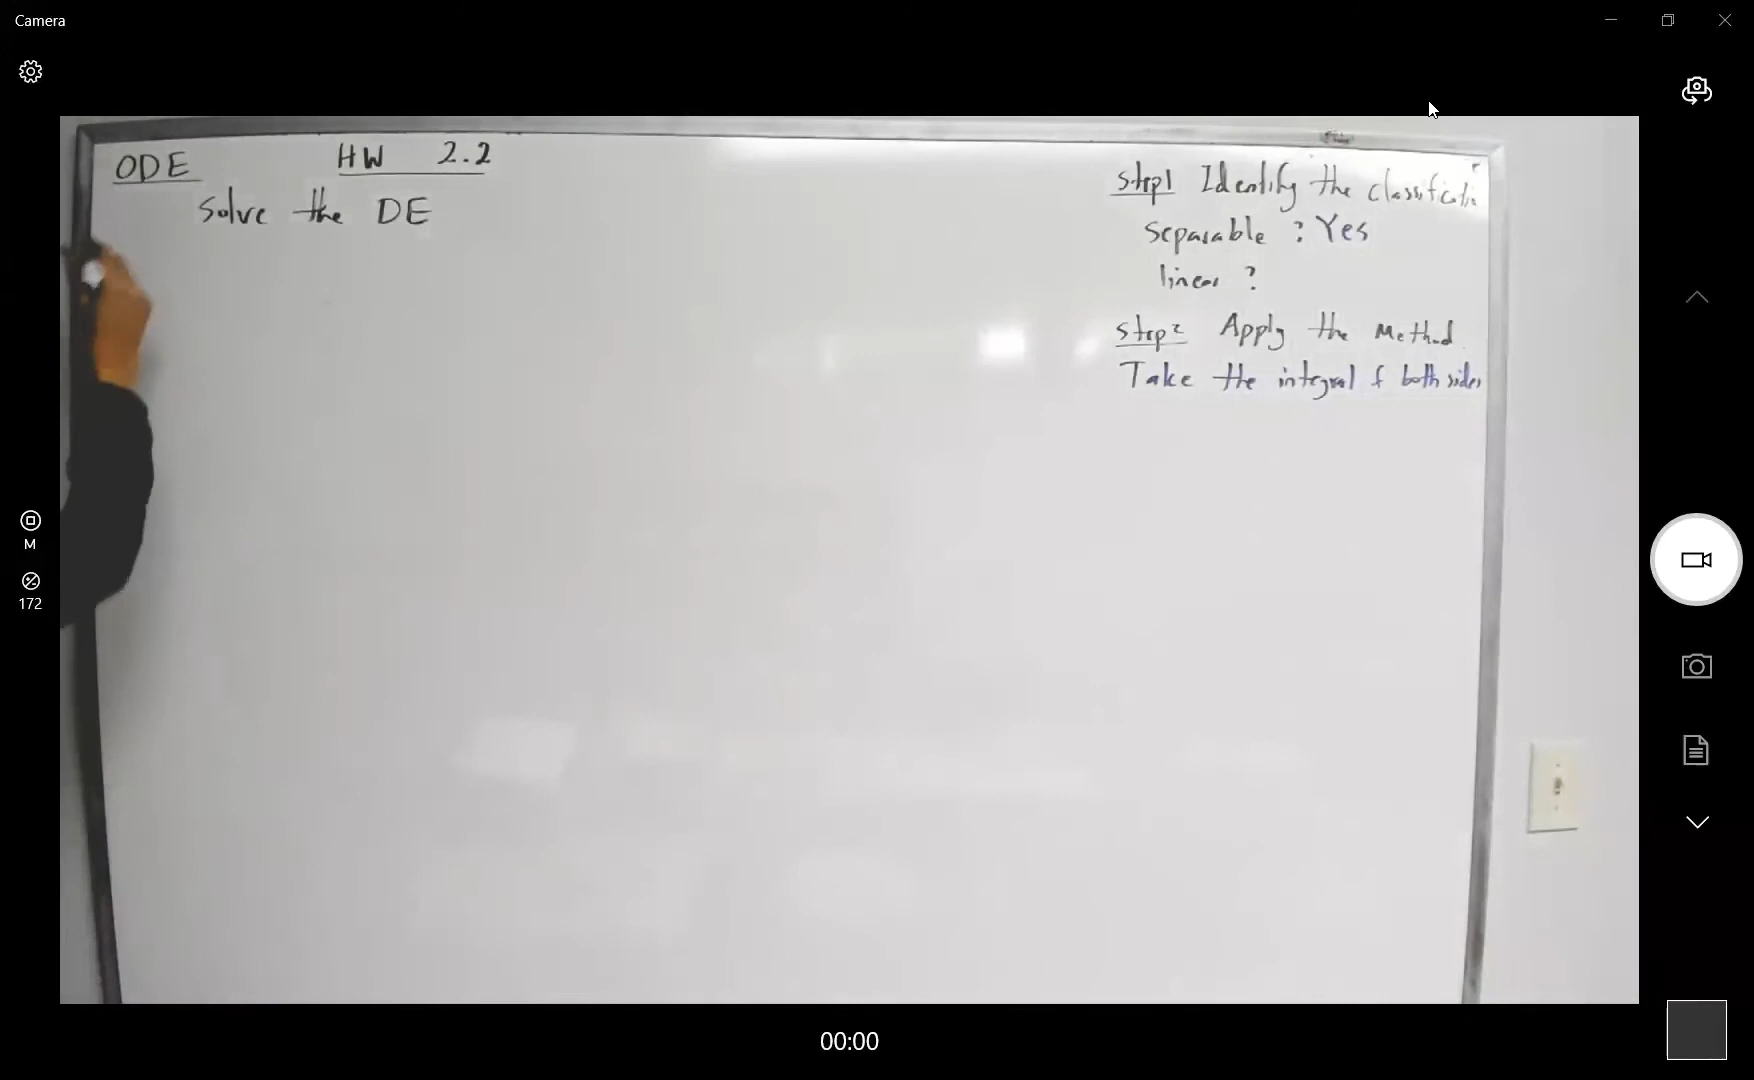 Camera
ODE
HW 2.2
Solve the DE
Step1 Identify the classification
Separable ? Yes
linear ?
Step2 Apply the Method
Take the integral of both sides
M
172
00:00